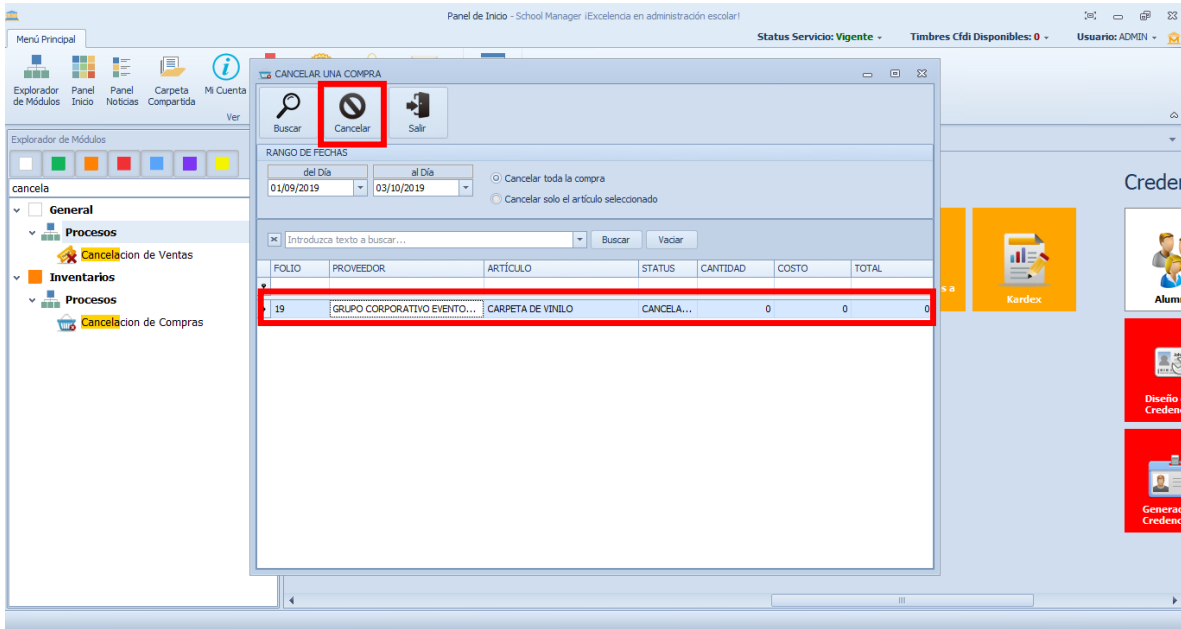 Panel de Inicio - School Manager ¡Excelencia en administración escolar!
Menú Principal
Status Servicio: Vigente
Timbres Cfdi Disponibles: 0
Usuario: ADMIN
Explorador de Módulos
Panel Inicio
Panel Noticias
Carpeta Compartida
Mi Cuenta
Ver
Explorador de Módulos
cancela
General
Procesos
Cancelacion de Ventas
Inventarios
Procesos
Cancelacion de Compras
CANCELAR UNA COMPRA
Buscar
Cancelar
Salir
RANGO DE FECHAS
del Día
al Día
01/09/2019
03/10/2019
Cancelar toda la compra
Cancelar solo el artículo seleccionado
Introduzca texto a buscar...
Buscar
Vaciar
FOLIO PROVEEDOR ARTÍCULO STATUS CANTIDAD COSTO TOTAL
19 GRUPO CORPORATIVO EVENTO... CARPETA DE VINILO CANCELA... 0 0 0
s a
Kardex
Creder
Alum
Diseño
Creden
Generac
Credenc